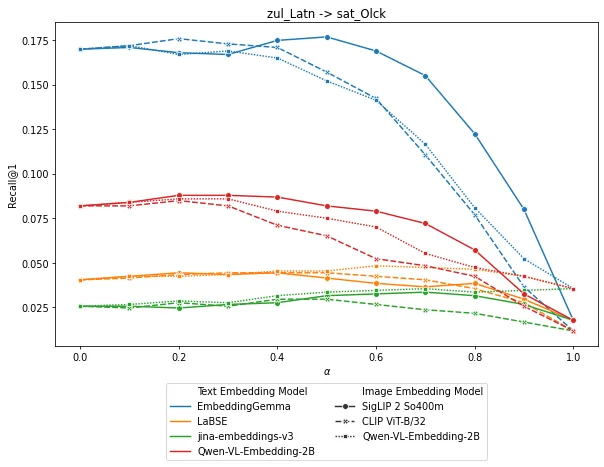 zul_Latn -> sat_Olck
0.175
0.150
0.125
0.100
0.075
0.050
0.025
Recall@1
0.0 0.2 0.4 0.6 0.8 1.0
α
Text Embedding Model Image Embedding Model
EmbeddingGemma SigLIP 2 So400m
LaBSE CLIP ViT-B/32
jina-embeddings-v3 Qwen-VL-Embedding-2B
Qwen-VL-Embedding-2B